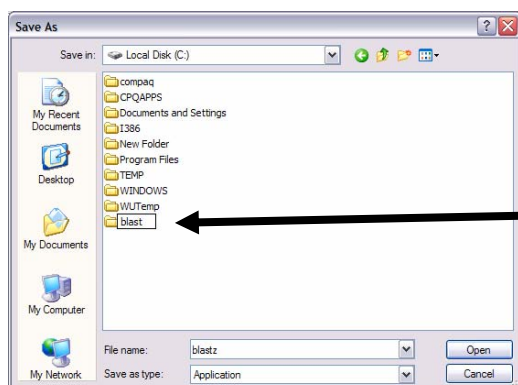 Save As
Save in: Local Disk (C:)
My Recent Documents
Desktop
My Documents
My Computer
My Network
compaq
CPQAPPS
Documents and Settings
I386
New Folder
Program Files
TEMP
WINDOWS
WUTemp
blast
File name: blastz Open
Save as type: Application Cancel